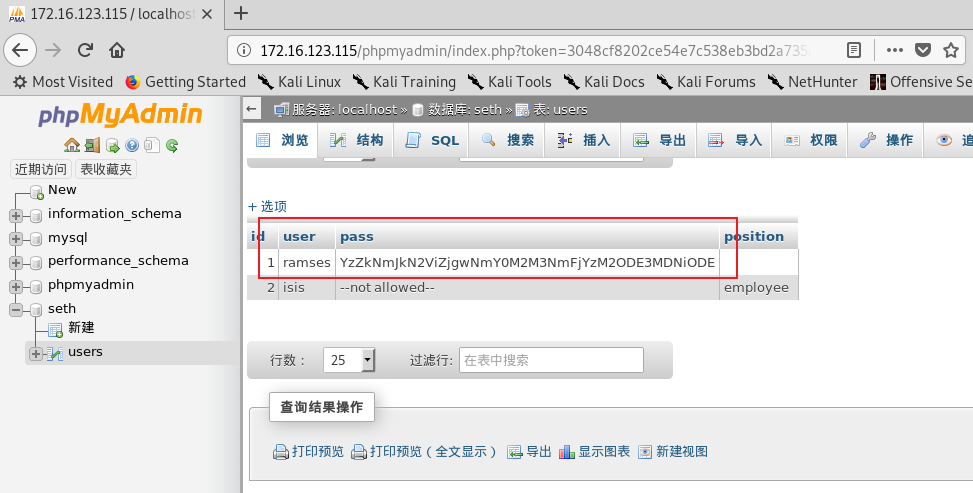 172.16.123.115 / localhos
172.16.123.115/phpmyadmin/index.php?token=3048cf8202ce54e7c538eb3bd2a735
Most Visited Getting Started Kali Linux Kali Training Kali Tools Kali Docs Kali Forums NetHunter Offensive Se
phpMyAdmin
近期访问 表收藏夹
New
information_schema
mysql
performance_schema
phpmyadmin
seth
新建
users
服务器: localhost » 数据库: seth » 表: users
浏览 结构 SQL 搜索 插入 导出 导入 权限 操作 追
+ 选项
id user pass position
1 ramses YzZkNmJkN2ViZjgwNmY0M2M3NmFjYzM2ODE3MDNiODE
2 isis --not allowed-- employee
行数： 25 过滤行: 在表中搜索
查询结果操作
打印预览 打印预览（全文显示） 导出 显示图表 新建视图